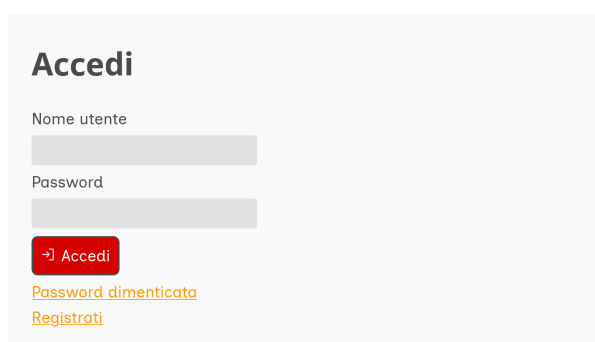 Accedi
Nome utente
Password
Accedi
Password dimenticata
Registrati